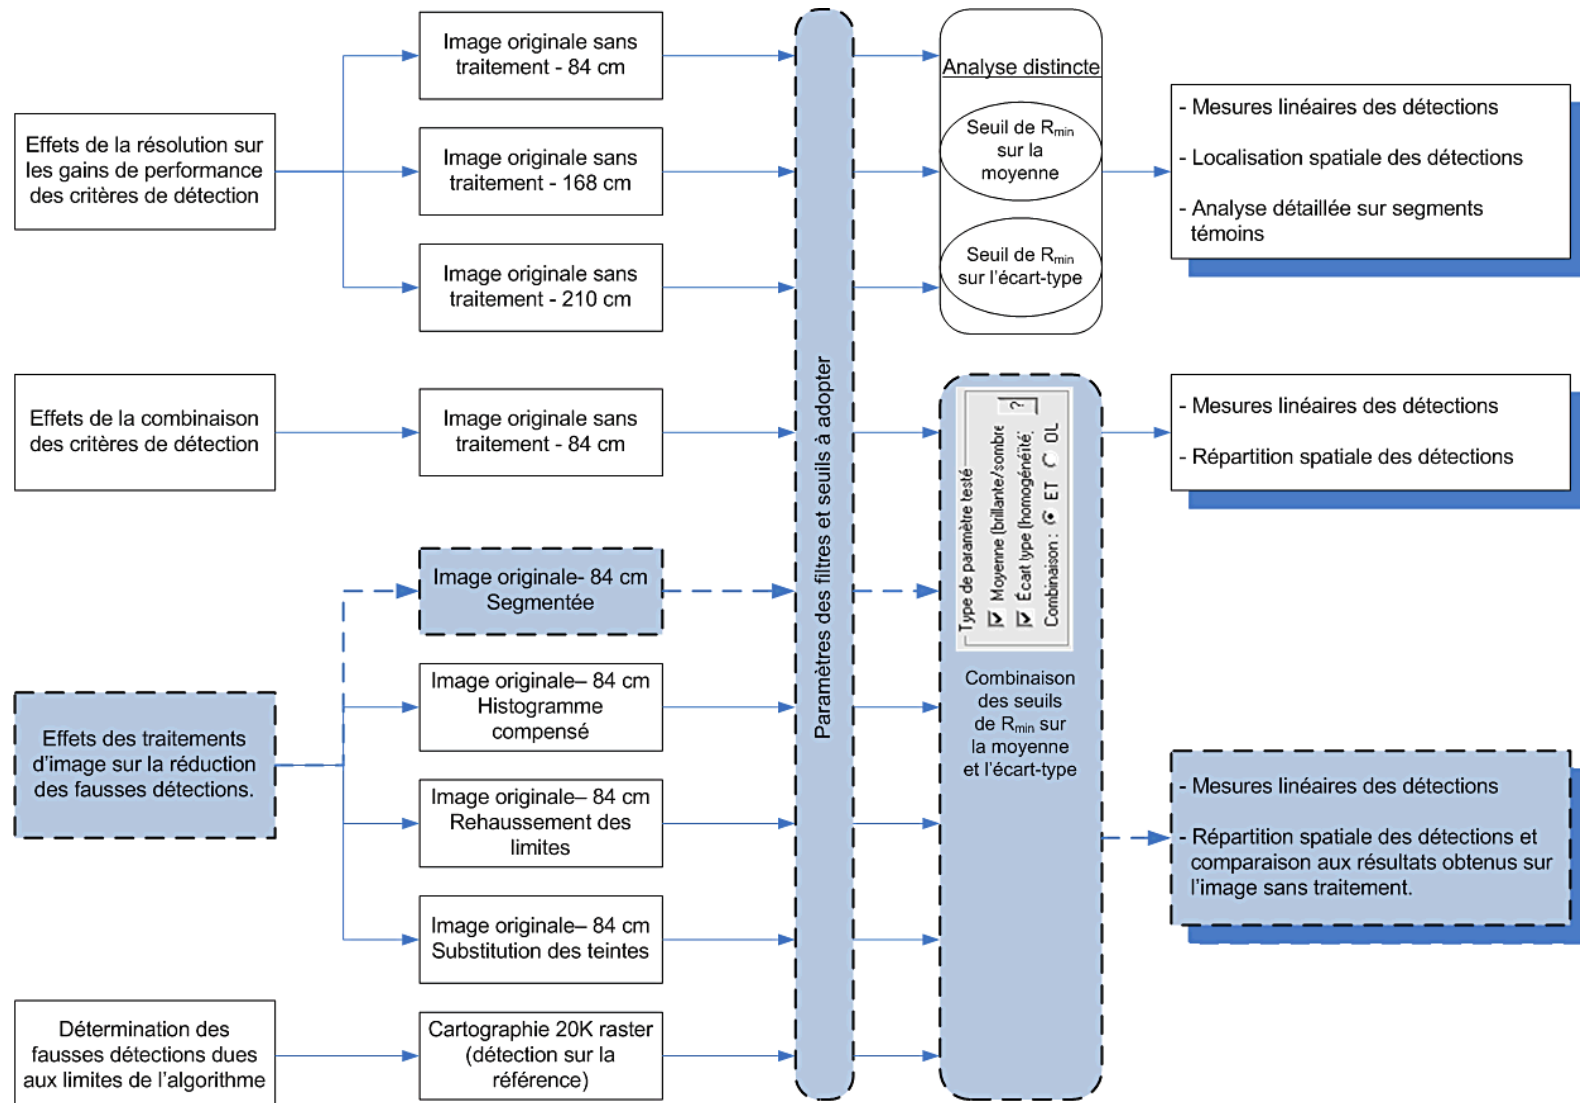 Effets de la résolution sur
les gains de performance
des critères de détection
Image originale sans
traitement - 84 cm
Image originale sans
traitement - 168 cm
Image originale sans
traitement - 210 cm
Analyse distincte
Seuil de Rmin
sur la
moyenne
Seuil de Rmin
sur l'écart-type
- Mesures linéaires des détections
- Localisation spatiale des détections
- Analyse détaillée sur segments
témoins
Paramètres des filtres et seuils à adopter
Effets de la combinaison
des critères de détection
Image originale sans
traitement - 84 cm
Type de paramètre testé
Moyenne (brillante/sombre
Écart type (homogénéité)
?
Combinaison : ET OU
Combinaison
des seuils
de Rmin sur
la moyenne
et l'écart-type
- Mesures linéaires des détections
- Répartition spatiale des détections
Effets des traitements
d'image sur la réduction
des fausses détections.
Image originale- 84 cm
Segmentée
Image originale– 84 cm
Histogramme
compensé
Image originale– 84 cm
Rehaussement des
limites
Image originale– 84 cm
Substitution des teintes
- Mesures linéaires des détections
- Répartition spatiale des détections et
comparaison aux résultats obtenus sur
l'image sans traitement.
Détermination des
fausses détections dues
aux limites de l'algorithme
Cartographie 20K raster
(détection sur la
référence)